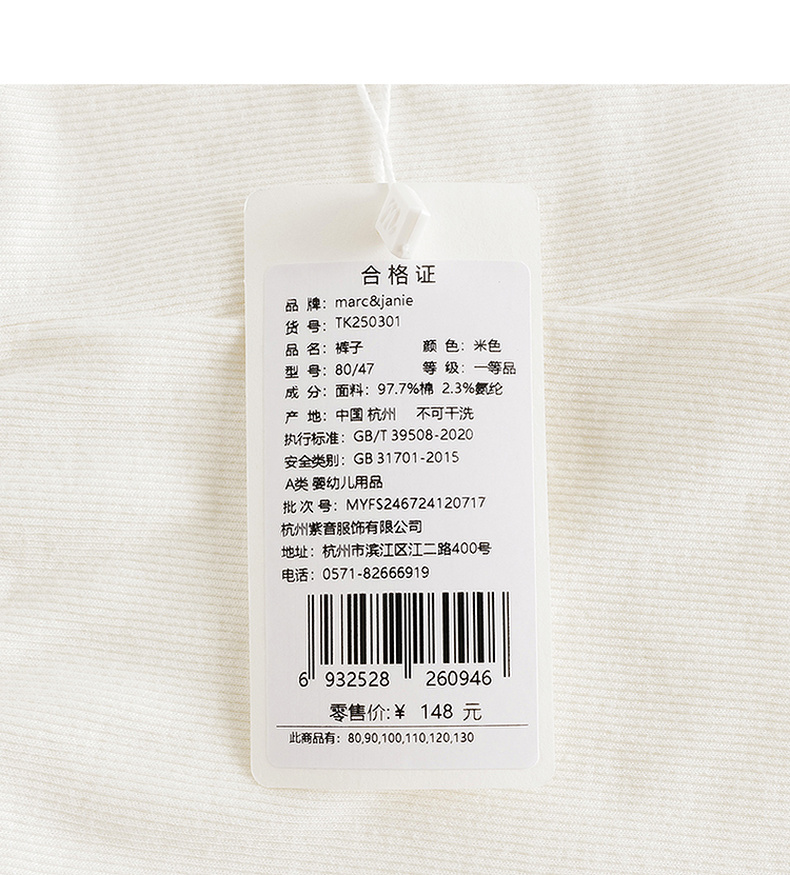 合格证
品 牌：marc&janie
货 号：TK250301
品 名：裤子 颜 色：米色
型 号：80/47 等 级：一等品
成 分：面料：97.7%棉 2.3%氨纶
产 地：中国 杭州 不可干洗
执行标准：GB/T 39508-2020
安全类别：GB 31701-2015
A类 婴幼儿用品
批 次 号：MYFS246724120717
杭州紫音服饰有限公司
地址：杭州市滨江区江二路400号
电话：0571-82666919
6 932528 260946
零售价:¥ 148 元
此商品有：80,90,100,110,120,130